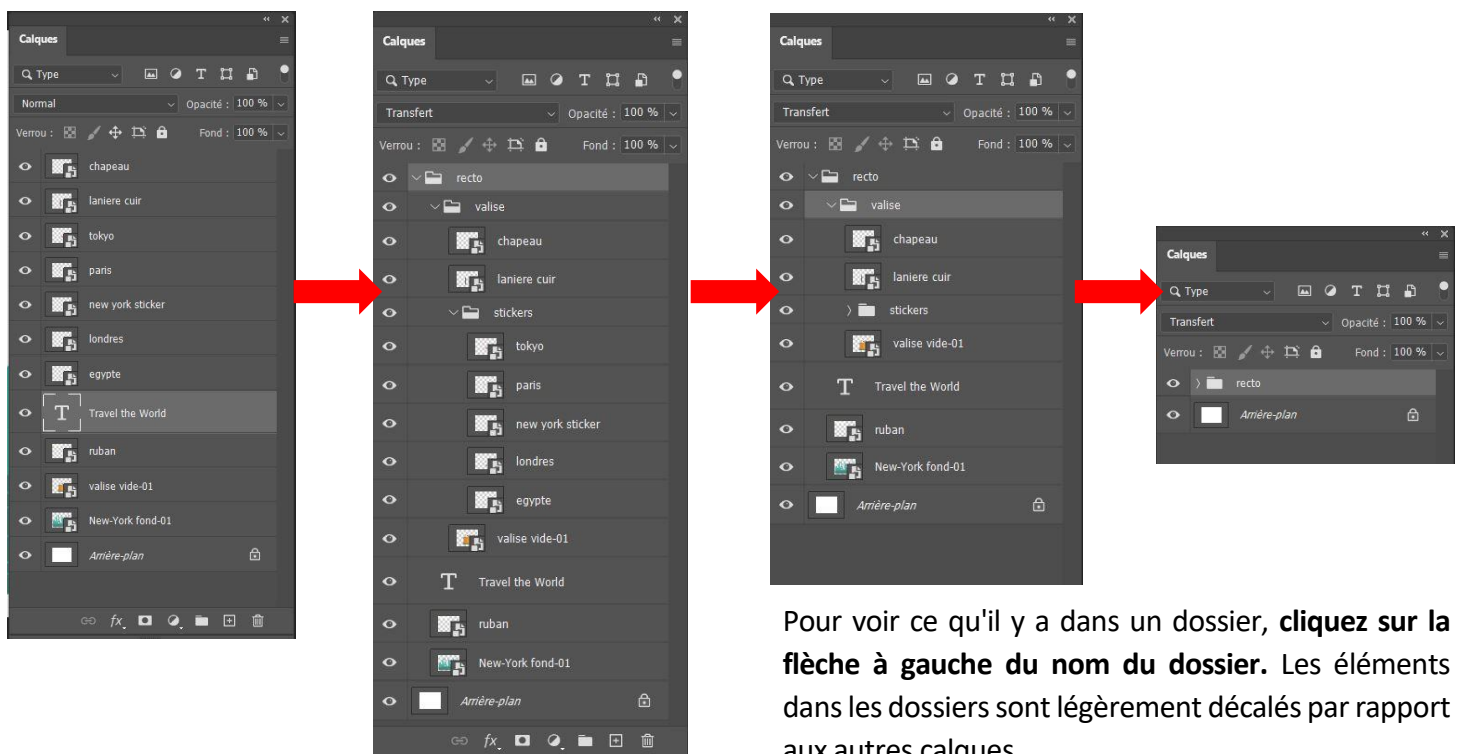 Calques
Type
Normal Opacité : 100 %
Verrou : Fond : 100 %
chapeau
laniere cuir
tokyo
paris
new york sticker
londres
egypte
T Travel the World
ruban
valise vide-01
New-York fond-01
Arrière-plan
fx
Calques
Type
Transfert Opacité : 100 %
Verrou : Fond : 100 %
recto
valise
chapeau
laniere cuir
stickers
tokyo
paris
new york sticker
londres
egypte
valise vide-01
T Travel the World
ruban
New-York fond-01
Arrière-plan
fx
Calques
Type
Transfert Opacité : 100 %
Verrou : Fond : 100 %
recto
valise
chapeau
laniere cuir
stickers
valise vide-01
T Travel the World
ruban
New-York fond-01
Arrière-plan
Calques
Type
Transfert Opacité : 100 %
Verrou : Fond : 100 %
recto
Arrière-plan
Pour voir ce qu'il y a dans un dossier, cliquez sur la
flèche à gauche du nom du dossier. Les éléments
dans les dossiers sont légèrement décalés par rapport
aux autres calques